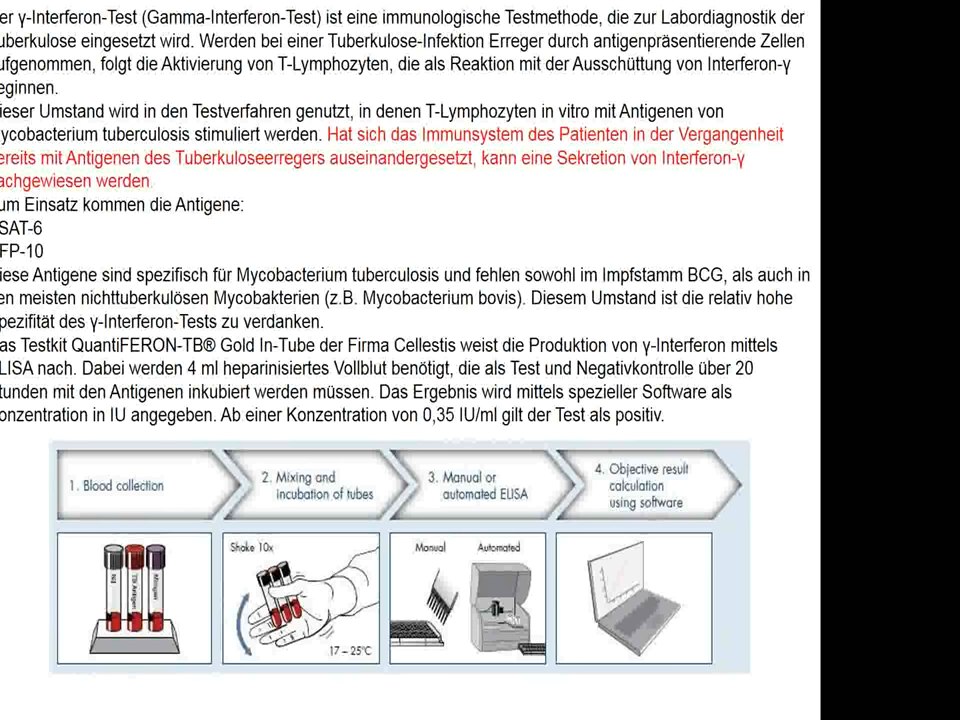 er γ-Interferon-Test (Gamma-Interferon-Test) ist eine immunologische Testmethode, die zur Labordiagnostik der
uberkulose eingesetzt wird. Werden bei einer Tuberkulose-Infektion Erreger durch antigenpräsentierende Zellen
ufgenommen, folgt die Aktivierung von T-Lymphozyten, die als Reaktion mit der Ausschüttung von Interferon-γ
eginnen.
ieser Umstand wird in den Testverfahren genutzt, in denen T-Lymphozyten in vitro mit Antigenen von
ycobacterium tuberculosis stimuliert werden. Hat sich das Immunsystem des Patienten in der Vergangenheit
ereits mit Antigenen des Tuberkuloseerregers auseinandergesetzt, kann eine Sekretion von Interferon-γ
achgewiesen werden.
um Einsatz kommen die Antigene:
SAT-6
FP-10
iese Antigene sind spezifisch für Mycobacterium tuberculosis und fehlen sowohl im Impfstamm BCG, als auch in
en meisten nichttuberkulösen Mycobakterien (z.B. Mycobacterium bovis). Diesem Umstand ist die relativ hohe
pezifität des γ-Interferon-Tests zu verdanken.
as Testkit QuantiFERON-TB® Gold In-Tube der Firma Cellestis weist die Produktion von γ-Interferon mittels
LISA nach. Dabei werden 4 ml heparinisiertes Vollblut benötigt, die als Test und Negativkontrolle über 20
tunden mit den Antigenen inkubiert werden müssen. Das Ergebnis wird mittels spezieller Software als
onzentration in IU angegeben. Ab einer Konzentration von 0,35 IU/ml gilt der Test als positiv.
1. Blood collection
2. Mixing and
incubation of tubes
3. Manual or
automated ELISA
4. Objective result
calculation
using software
Nil
TB Antigen
Mitogen
Shake 10x
17 – 25°C
Manual
Automated